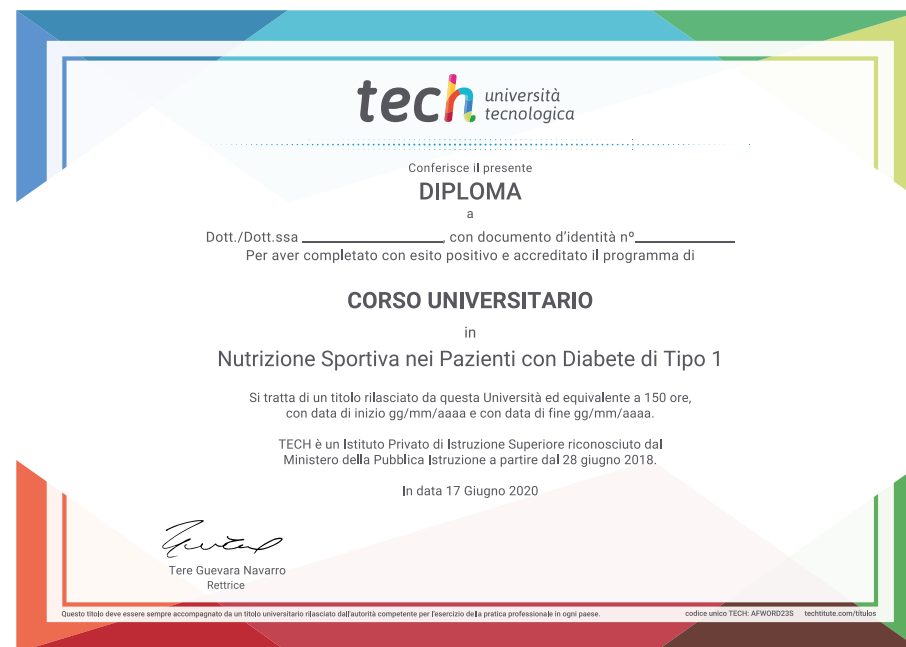 tech università
tecnologica
Conferisce il presente
DIPLOMA
a
Dott./Dott.ssa ____________________, con documento d'identità nº______________
Per aver completato con esito positivo e accreditato il programma di
CORSO UNIVERSITARIO
in
Nutrizione Sportiva nei Pazienti con Diabete di Tipo 1
Si tratta di un titolo rilasciato da questa Università ed equivalente a 150 ore,
con data di inizio gg/mm/aaaa e con data di fine gg/mm/aaaa.
TECH è un Istituto Privato di Istruzione Superiore riconosciuto dal
Ministero della Pubblica Istruzione a partire dal 28 giugno 2018.
In data 17 Giugno 2020
Tere Guevara Navarro
Rettrice
Questo titolo deve essere sempre accompagnato da un titolo universitario rilasciato dall'autorità competente per l'esercizio della pratica professionale in ogni paese. codice unico TECH: AFWORD23S techtitute.com/titulos